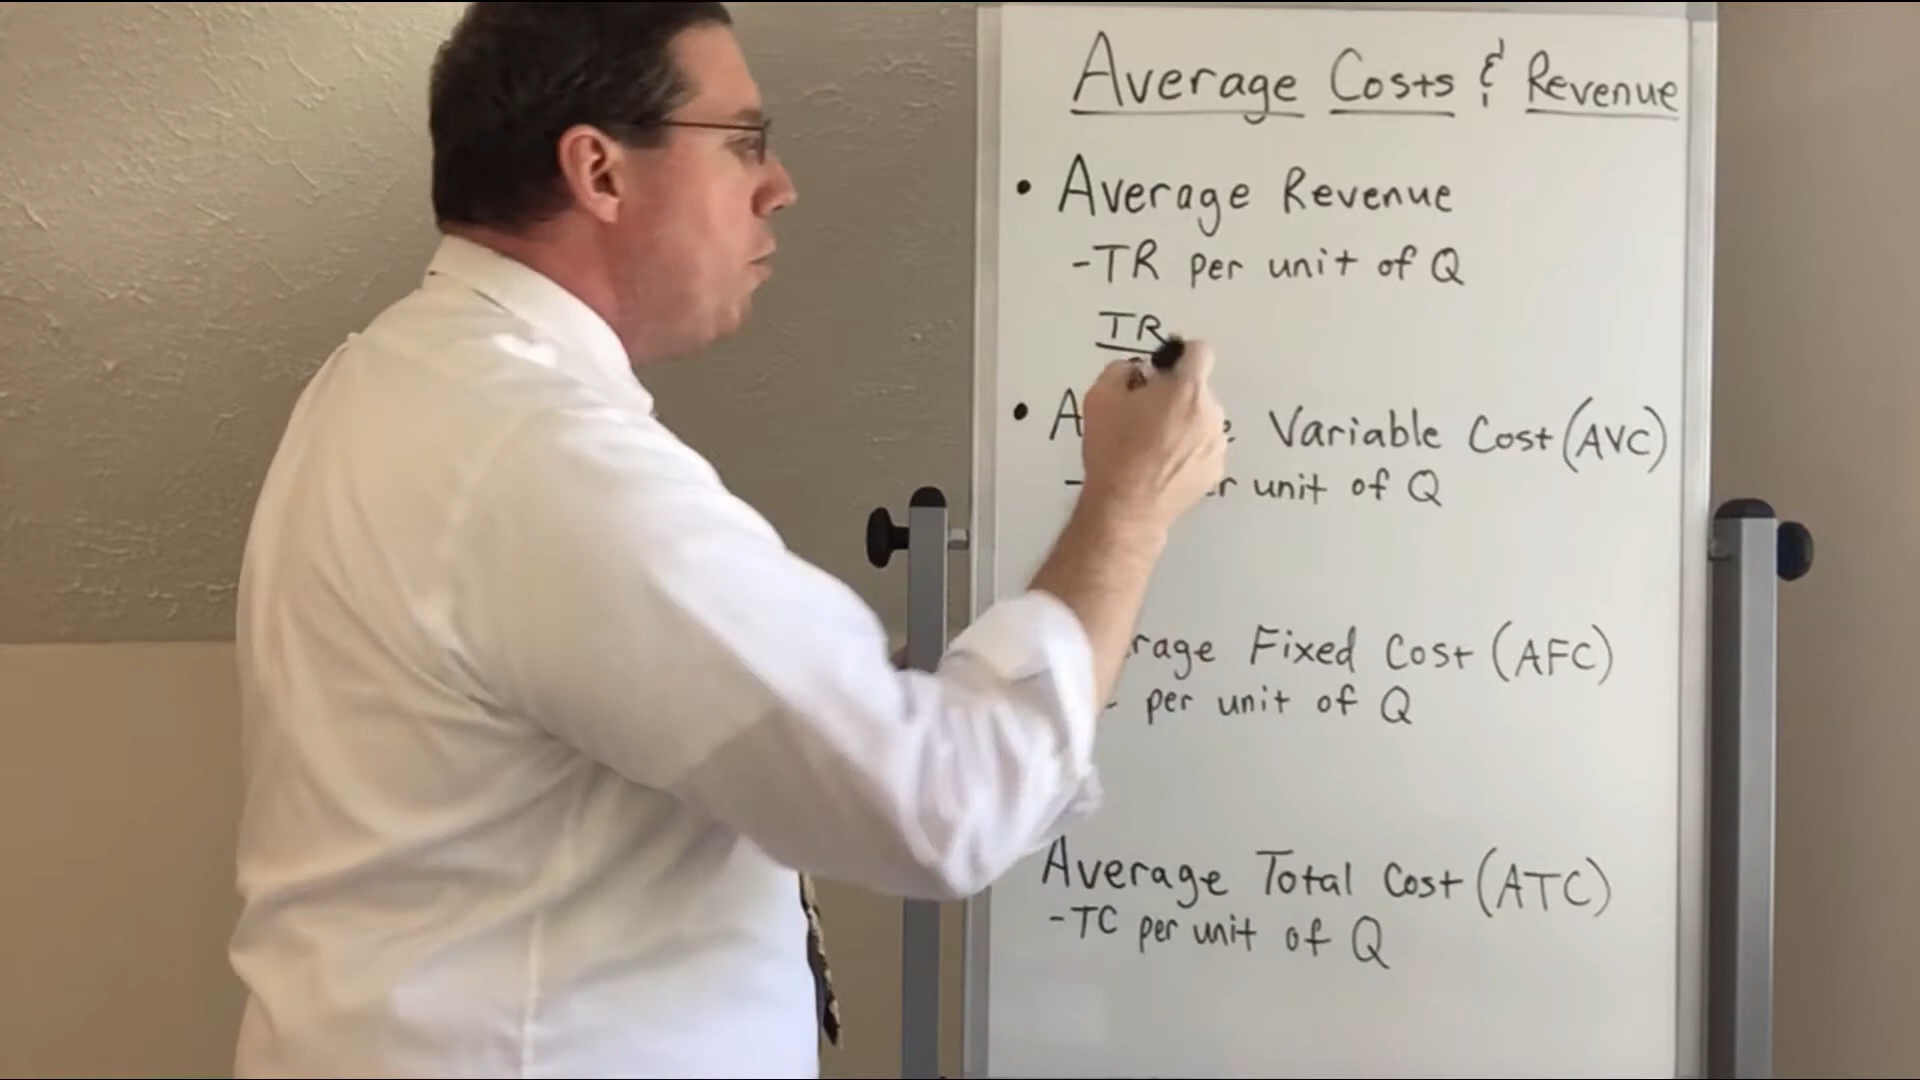 Average Costs & Revenue
• Average Revenue
-TR per unit of Q
TR
• Variable Cost (AVC)
- unit of Q
Fixed Cost (AFC)
per unit of Q
Average Total Cost (ATC)
-TC per unit of Q